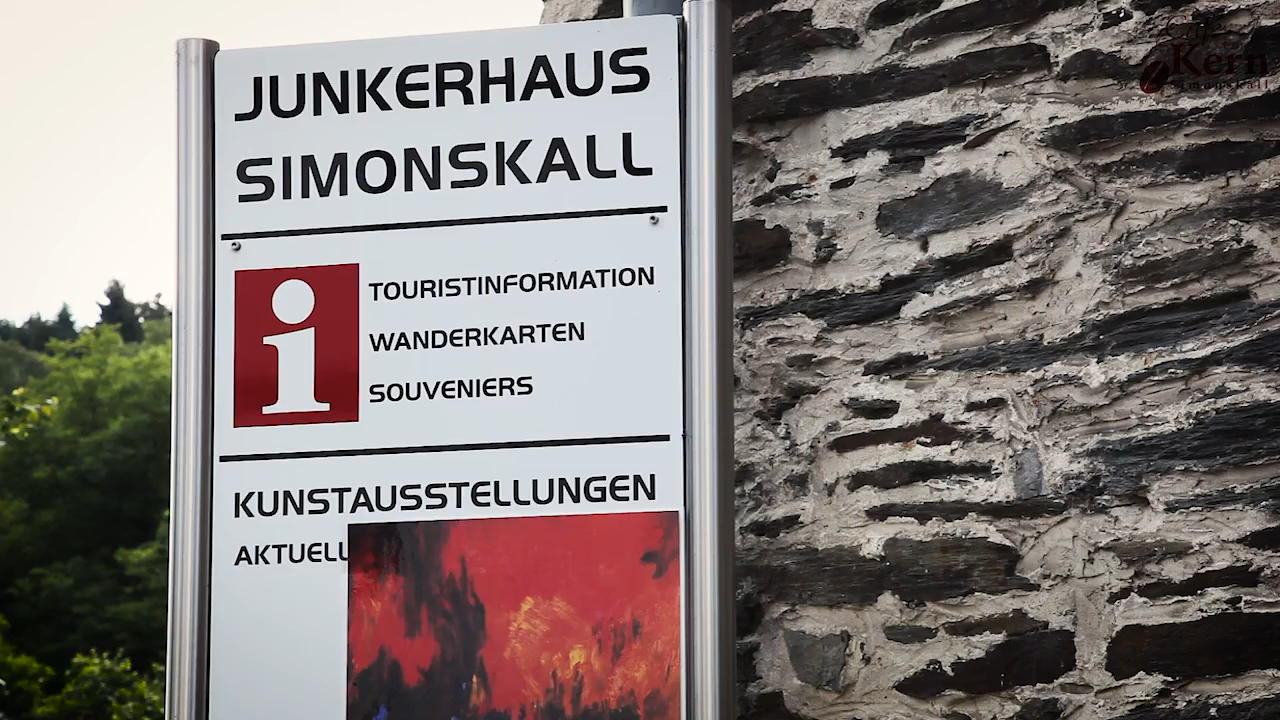 JUNKERHAUS
SIMONSKALL
TOURISTINFORMATION
WANDERKARTEN
SOUVENIERS
KUNSTAUSSTELLUNGEN
AKTUELL
Kern